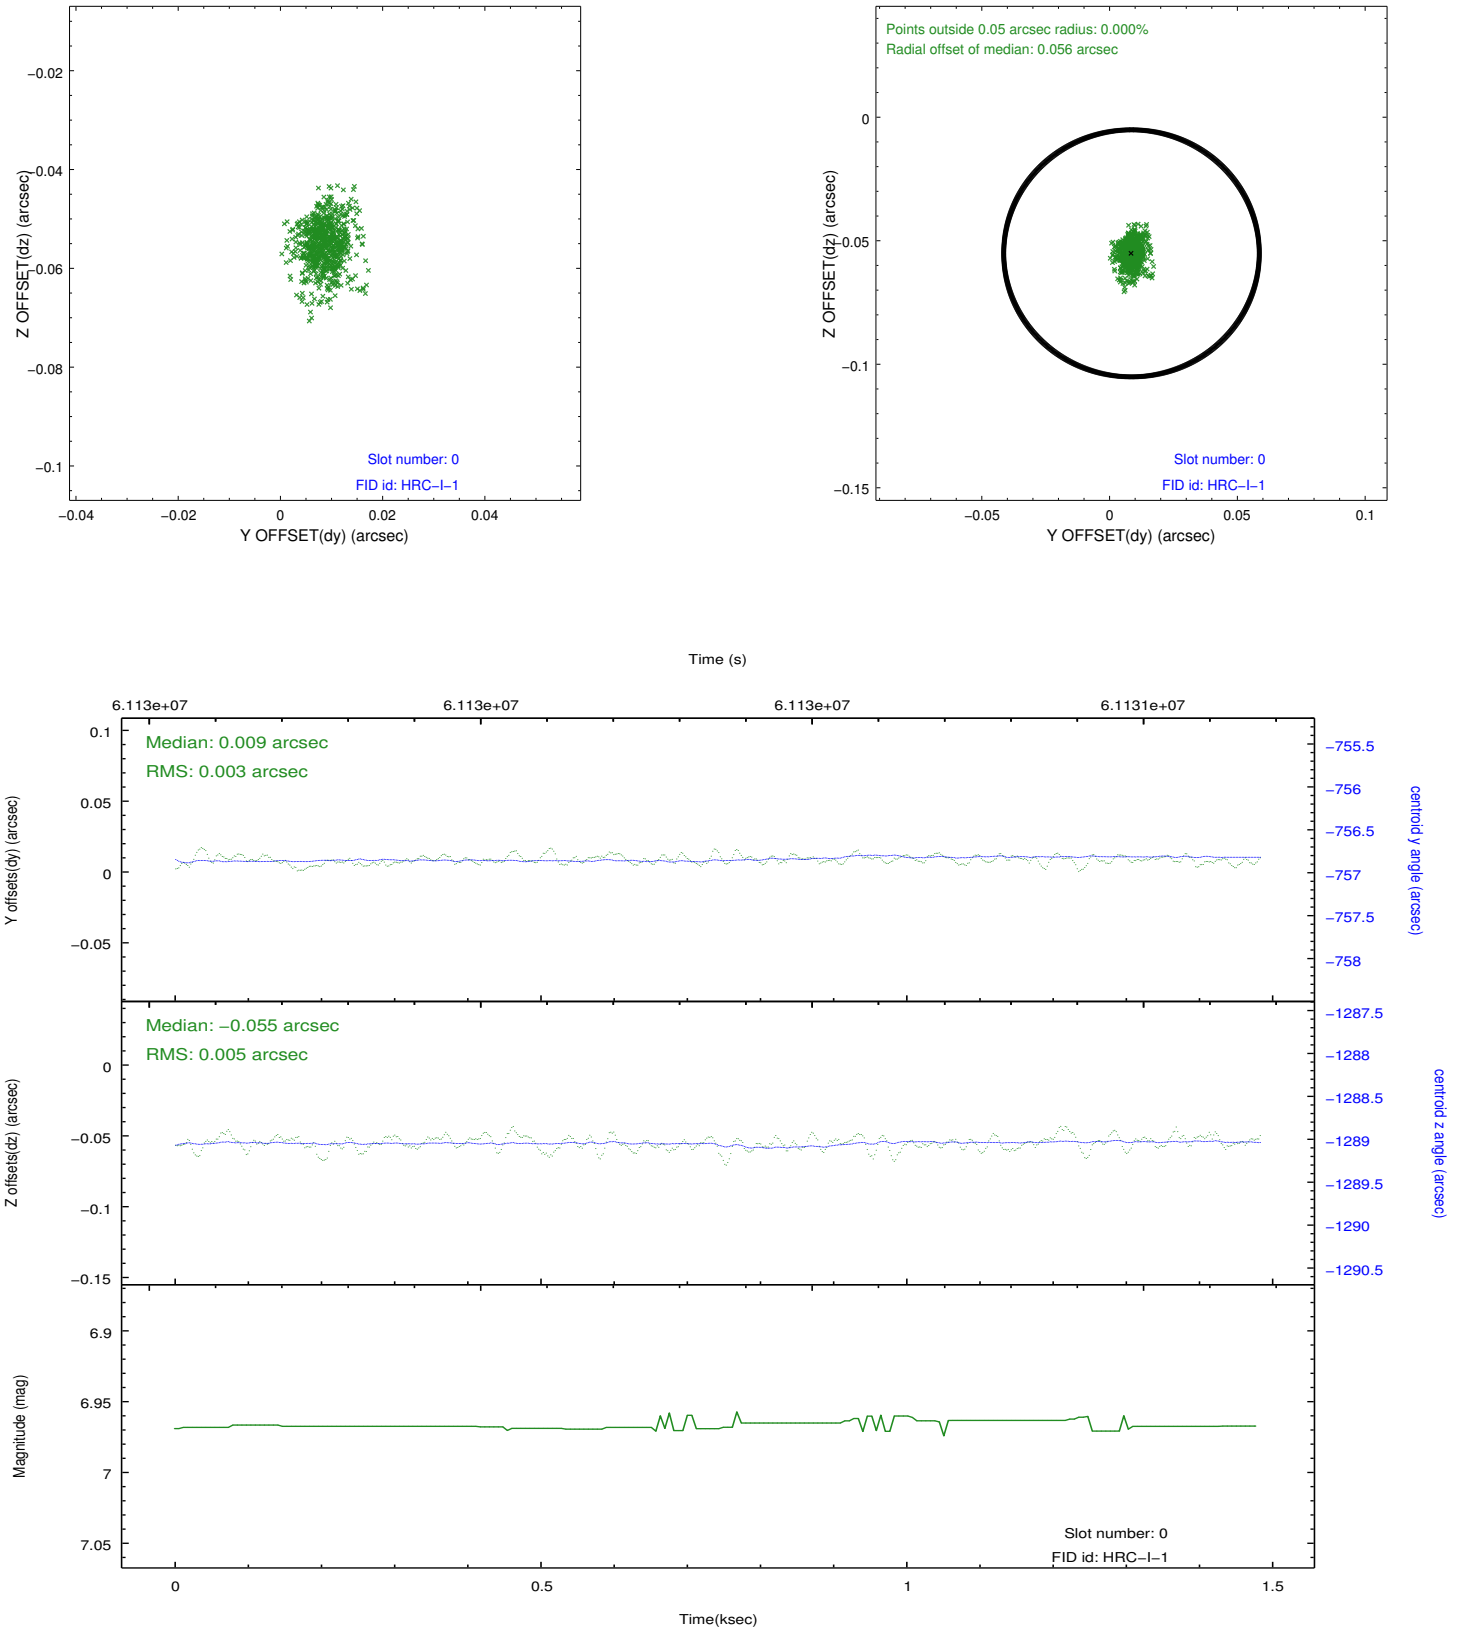 −0.02
−0.04
−0.06
−0.08
−0.1
Z OFFSET(dz) (arcsec)
Slot number: 0
FID id: HRC−I−1
−0.04 −0.02 0 0.02 0.04
Y OFFSET(dy) (arcsec)
Points outside 0.05 arcsec radius: 0.000%
Radial offset of median: 0.056 arcsec
0
−0.05
−0.1
−0.15
Z OFFSET(dz) (arcsec)
Slot number: 0
FID id: HRC−I−1
−0.05 0 0.05 0.1
Y OFFSET(dy) (arcsec)
Time (s)
6.113e+07 6.113e+07 6.113e+07 6.1131e+07
Median: 0.009 arcsec
RMS: 0.003 arcsec
0.1
0.05
0
−0.05
Y offsets(dy) (arcsec)
−755.5
−756
−756.5
−757
−757.5
−758
centroid y angle (arcsec)
Median: −0.055 arcsec
RMS: 0.005 arcsec
0
−0.05
−0.1
−0.15
Z offsets(dz) (arcsec)
−1287.5
−1288
−1288.5
−1289
−1289.5
−1290
−1290.5
centroid z angle (arcsec)
6.9
6.95
7
7.05
Magnitude (mag)
Slot number: 0
FID id: HRC−I−1
0 0.5 1 1.5
Time(ksec)